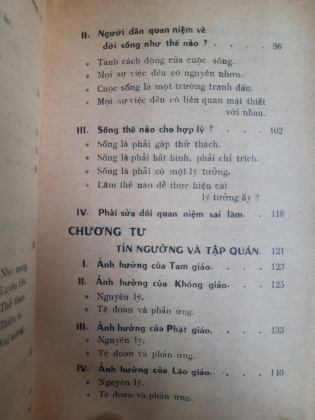 II. Người dân quan niệm về
đời sống như thế nào ? . . . . 96
* Tánh cách động của cuộc sống.
* Mọi sự việc đều có nguyên nhơn.
* Cuộc sống là một trường tranh đấu.
* Mọi sự việc đều có liên quan mật thiết
với nhau.
III. Sống thế nào cho hợp lý ? . . . 102
* Sống là phải gặp thử thách.
* Sống là phải bất bình, phải chỉ trích.
* Sống là phải có một lý tưởng.
* Làm thế nào để thực hiện cái
lý tưởng ấy ?
IV. Phải sửa đổi quan niệm sai lầm. . 118
CHƯƠNG TƯ
TÍN NGƯỠNG VÀ TẬP QUÁN. 121
I. Ảnh hưởng của Tam giáo. . . . 123
II. Ảnh hưởng của Khổng giáo. . . . 125
* Nguyên lý.
* Tệ đoan và phản ứng.
III. Ảnh hưởng của Phật giáo. . . . 133
* Nguyên lý.
* Tệ đoan và phản ứng.
IV. Ảnh hưởng của Lão giáo. . . . 140
* Nguyên lý.
* Tệ đoan và phản ứng.